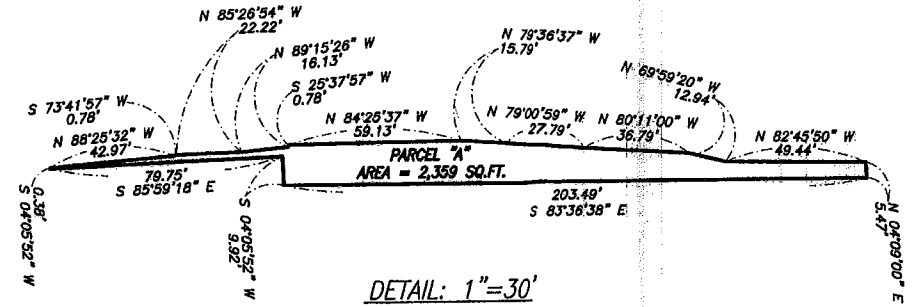 N 85°26'54" W
22.22'
N 89°15'26" W
16.13'
S 25°37'57" W
0.78'
S 73°41'57" W
0.78'
N 88°25'32" W
42.97'
N 84°25'37" W
59.13'
N 79°36'37" W
15.79'
N 79°00'59" W
27.79'
N 80°11'00" W
36.79'
N 69°59'20" W
12.94'
N 82°45'50" W
49.44'
PARCEL "A"
AREA = 2,359 SQ.FT.
79.75'
S 85°59'18" E
203.49'
S 83°36'38" E
0.38'
S 04°05'52" W
S 04°05'52" W
9.92'
N 04°09'00" E
5.47'
DETAIL: 1"=30'